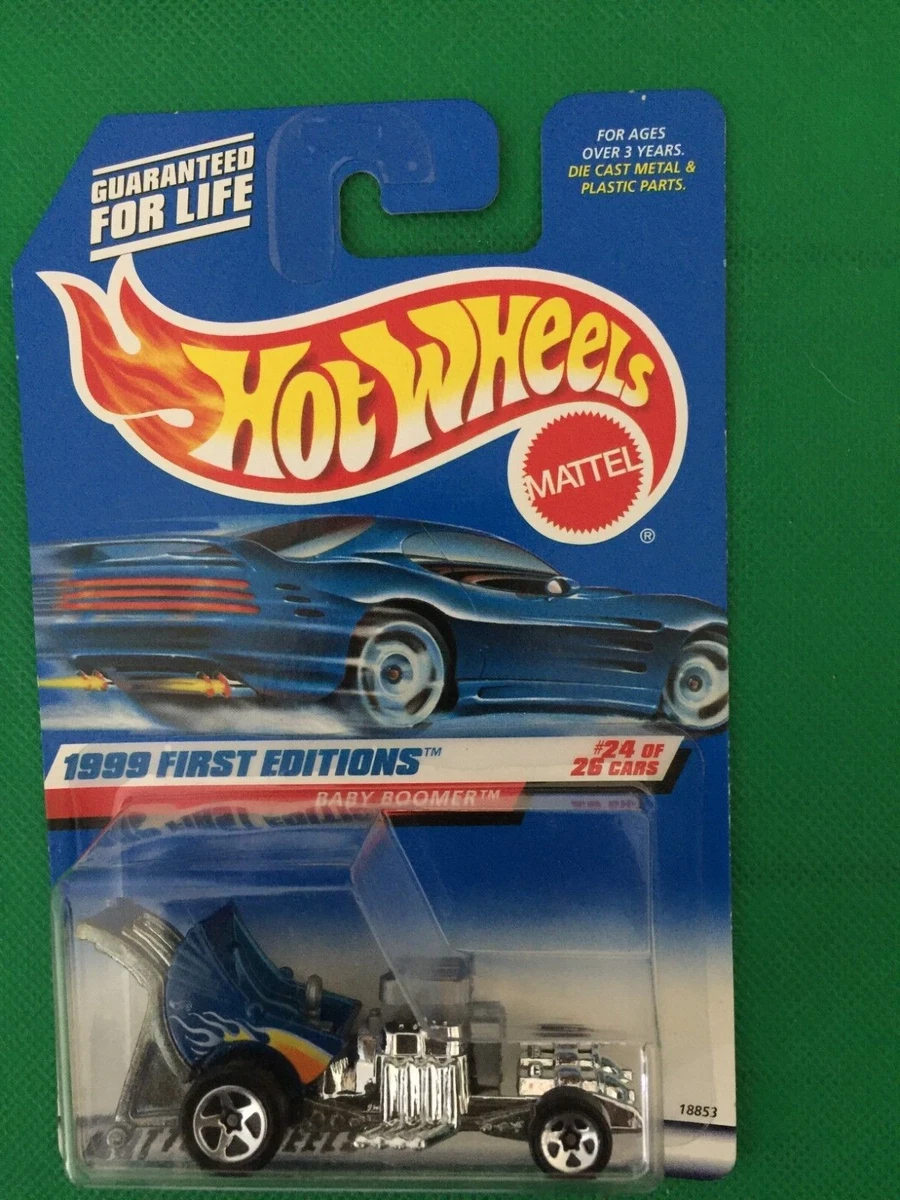 GUARANTEED
FOR LIFE
FOR AGES
OVER 3 YEARS.
DIE CAST METAL &
PLASTIC PARTS.
HOT WHEELS
MATTEL
®
1999 FIRST EDITIONS™
#24 OF
26 CARS
BABY BOOMER™
18853